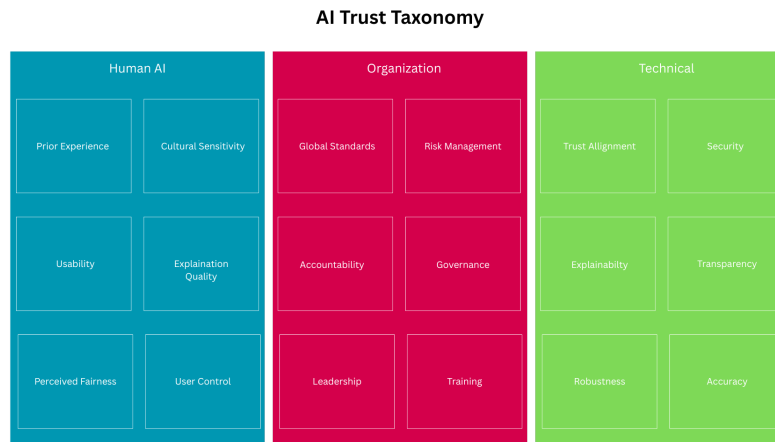 AI Trust Taxonomy
Human AI
Prior Experience
Cultural Sensitivity
Usability
Explaination
Quality
Perceived Fairness
User Control
Organization
Global Standards
Risk Management
Accountability
Governance
Leadership
Training
Technical
Trust Allignment
Security
Explainabilty
Transparency
Robustness
Accuracy